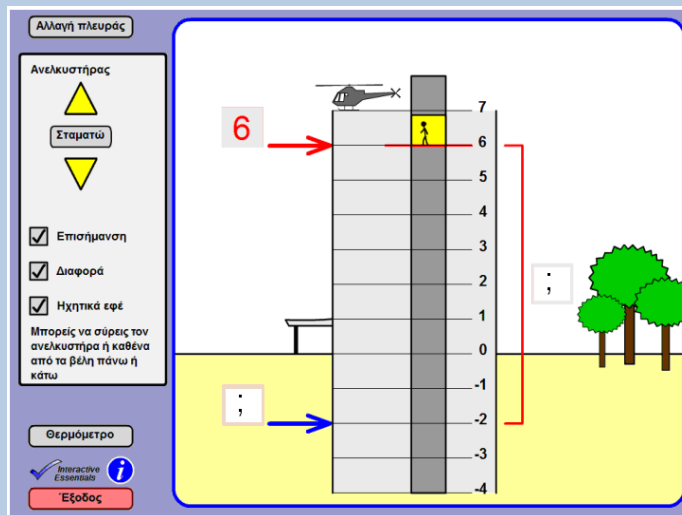 Αλλαγή πλευράς
Ανελκυστήρας
Σταματώ
Επισήμανση
Διαφορά
Ηχητικά εφέ
Μπορείς να σύρεις τον
ανελκυστήρα ή καθένα
από τα βέλη πάνω ή
κάτω
Θερμόμετρο
Interactive
Essentials
i
Έξοδος
6
;
;
7
6
5
4
3
2
1
0
-1
-2
-3
-4